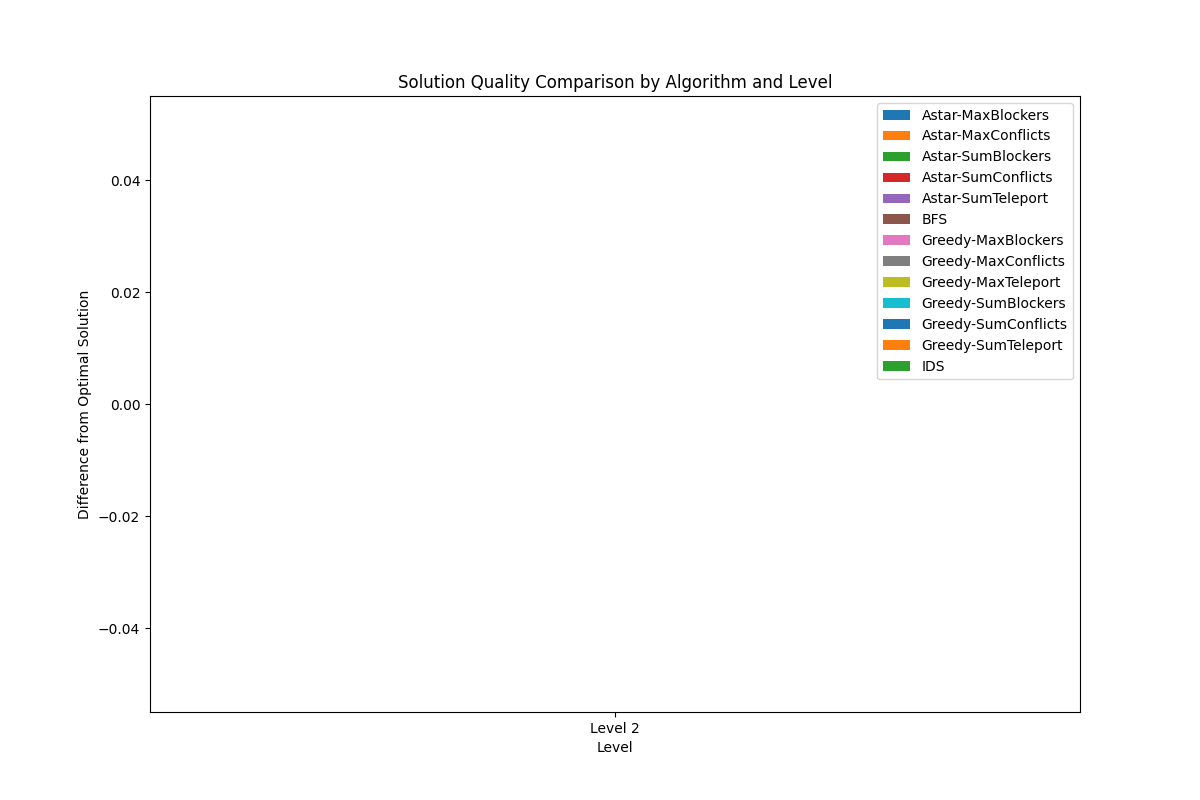 Solution Quality Comparison by Algorithm and Level
Astar-MaxBlockers
Astar-MaxConflicts
Astar-SumBlockers
Astar-SumConflicts
Astar-SumTeleport
BFS
Greedy-MaxBlockers
Greedy-MaxConflicts
Greedy-MaxTeleport
Greedy-SumBlockers
Greedy-SumConflicts
Greedy-SumTeleport
IDS
Difference from Optimal Solution
0.04
0.02
0.00
−0.02
−0.04
Level 2
Level